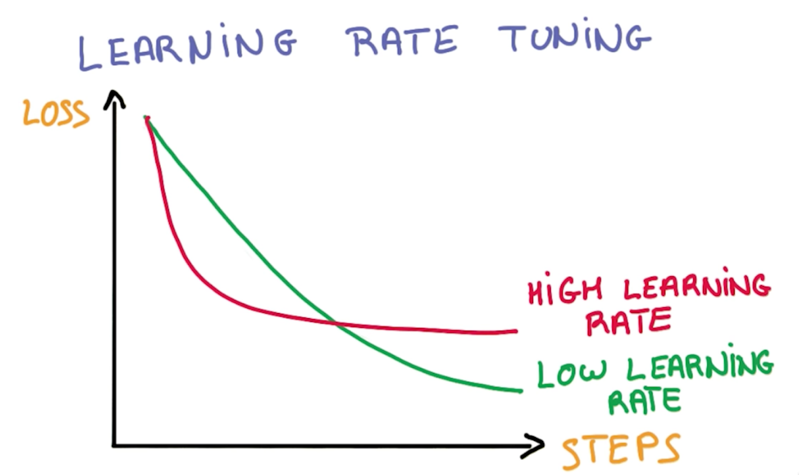 LEARNING RATE TUNING
LOSS
HIGH LEARNING
RATE
LOW LEARNING
RATE
STEPS